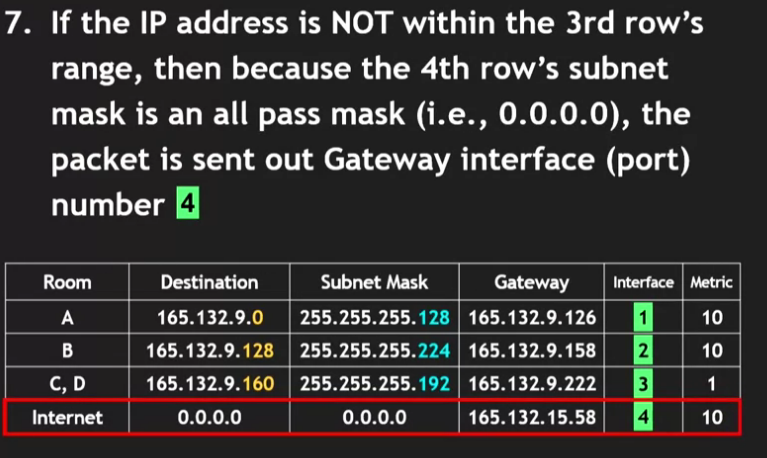 7. If the IP address is NOT within the 3rd row’s
range, then because the 4th row’s subnet
mask is an all pass mask (i.e., 0.0.0.0), the
packet is sent out Gateway interface (port)
number 4
Room Destination Subnet Mask Gateway Interface Metric
A 165.132.9.0 255.255.255.128 165.132.9.126 1 10
B 165.132.9.128 255.255.255.224 165.132.9.158 2 10
C, D 165.132.9.160 255.255.255.192 165.132.9.222 3 1
Internet 0.0.0.0 0.0.0.0 165.132.15.58 4 10